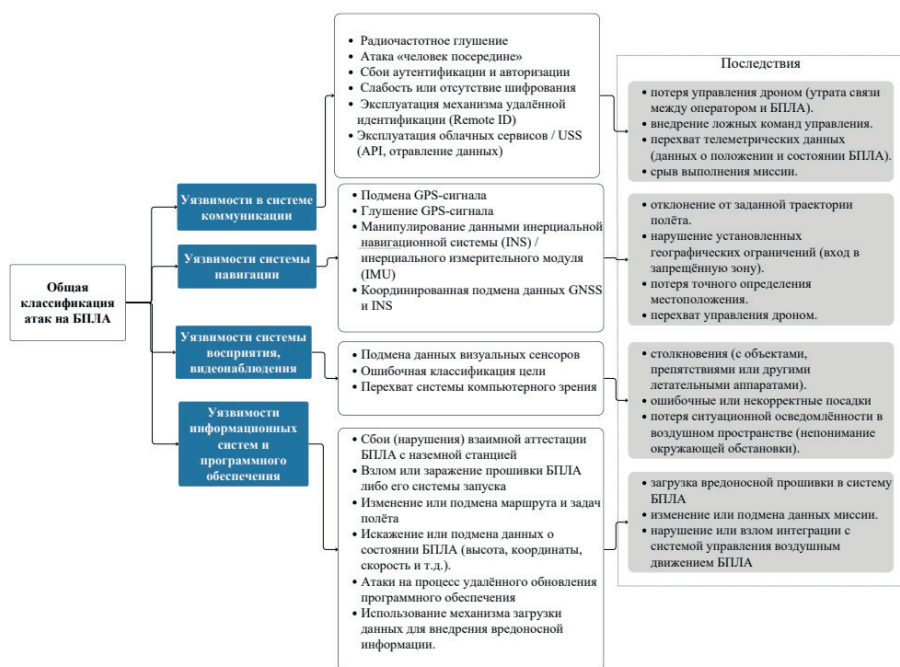 Общая
классификация
атак на БПЛА
Уязвимости в системе
коммуникации
• Радиочастотное глушение
• Атака «человек посередине»
• Сбои аутентификации и авторизации
• Слабость или отсутствие шифрования
• Эксплуатация механизма удалённой
идентификации (Remote ID)
• Эксплуатация облачных сервисов / USS
(API, отравление данных)
Уязвимости системы
навигации
• Подмена GPS-сигнала
• Глушение GPS-сигнала
• Манипулирование данными инерциальной
навигационной системы (INS) /
инерциального измерительного модуля
(IMU)
• Координированная подмена данных GNSS
и INS
Уязвимости системы
восприятия,
видеонаблюдения
• Подмена данных визуальных сенсоров
• Ошибочная классификация цели
• Перехват системы компьютерного зрения
Уязвимости
информационных
систем и
программного
обеспечения
• Сбои (нарушения) взаимной аттестации
БПЛА с наземной станцией
• Взлом или заражение прошивки БПЛА
либо его системы запуска
• Изменение или подмена маршрута и задач
полёта
• Искажение или подмена данных о
состоянии БПЛА (высота, координаты,
скорость и т.д.).
• Атаки на процесс удалённого обновления
программного обеспечения
• Использование механизма загрузки
данных для внедрения вредоносной
информации.
Последствия
• потеря управления дроном (утрата связи
между оператором и БПЛА).
• внедрение ложных команд управления.
• перехват телеметрических данных
(данных о положении и состоянии БПЛА).
• срыв выполнения миссии.
• отклонение от заданной траектории
полёта.
• нарушение установленных
географических ограничений (вход в
запрещённую зону).
• потеря точного определения
местоположения.
• перехват управления дроном.
• столкновения (с объектами,
препятствиями или другими
летательными аппаратами).
• ошибочные или некорректные посадки
• потеря ситуационной осведомлённости в
воздушном пространстве (непонимание
окружающей обстановки).
• загрузка вредоносной прошивки в систему
БПЛА
• изменение или подмена данных миссии.
• нарушение или взлом интеграции с
системой управления воздушным
движением БПЛА